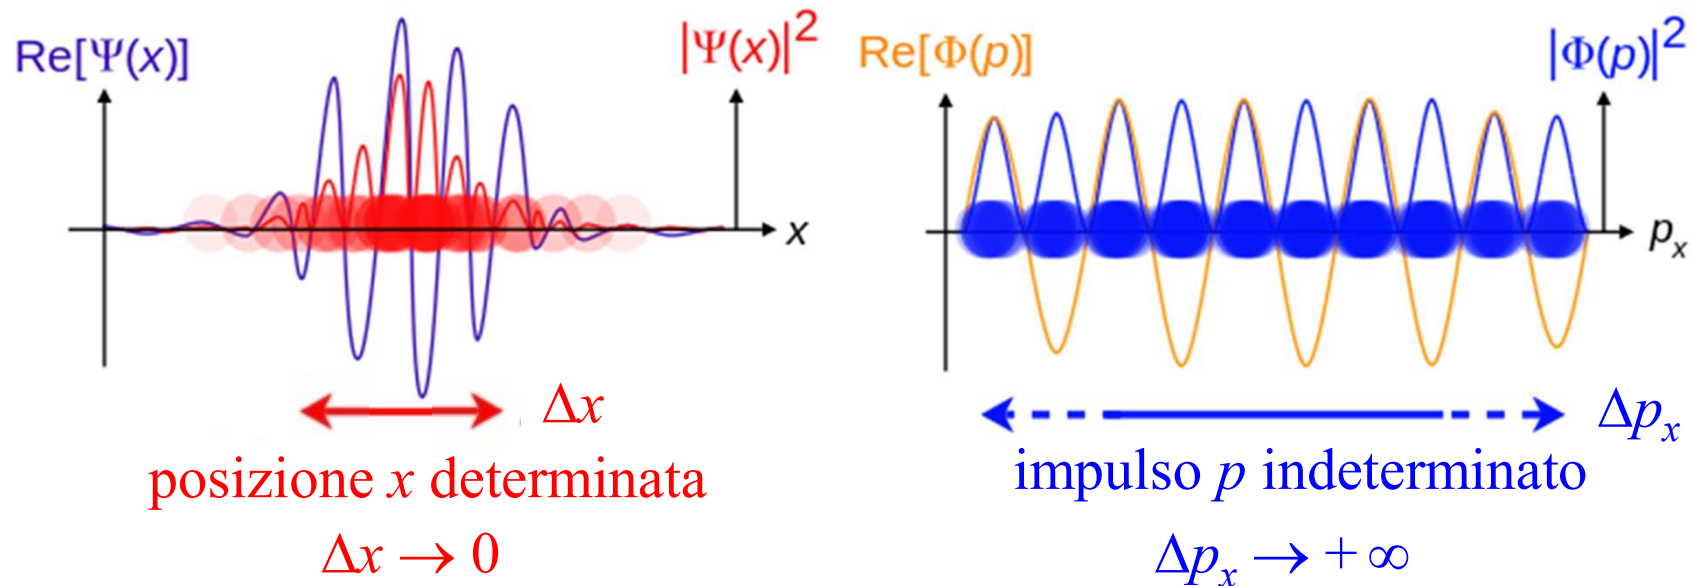 Re[Ψ(x)]
|Ψ(x)|²
x
Δx
posizione x determinata
Δx → 0
Re[Φ(p)]
|Φ(p)|²
pₓ
Δpₓ
impulso p indeterminato
Δpₓ → + ∞